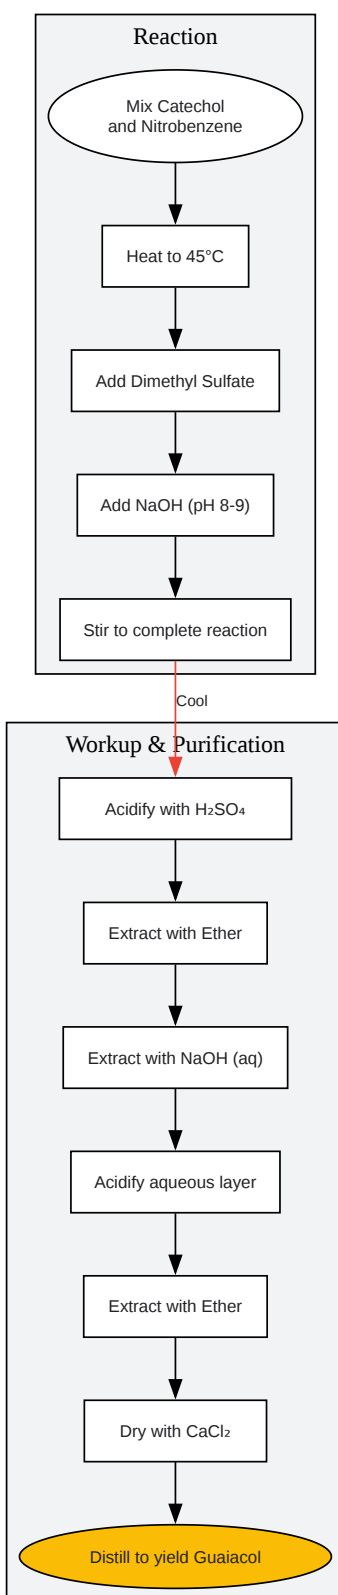 Reaction
Mix Catechol
and Nitrobenzene
Heat to 45°C
Add Dimethyl Sulfate
Add NaOH (pH 8-9)
Stir to complete reaction
Cool
Workup & Purification
Acidify with H₂SO₄
Extract with Ether
Extract with NaOH (aq)
Acidify aqueous layer
Extract with Ether
Dry with CaCl₂
Distill to yield Guaiacol